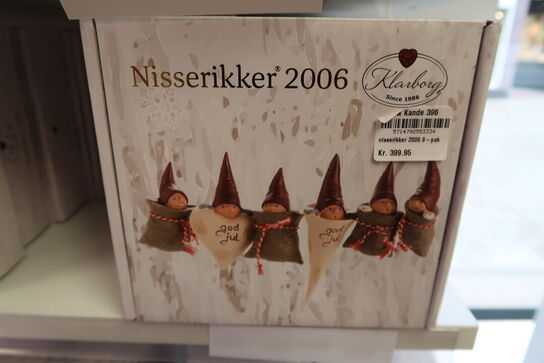 Nisserikker® 2006
Klarborg
Since 1986
Kande 396
5714792553334
nisserikker 2006 6-pak
Kr. 399.95
god
jul
god
jul